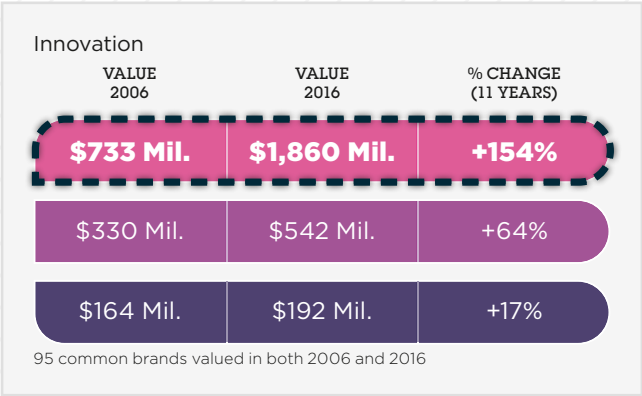 Innovation
VALUE 2006 VALUE 2016 % CHANGE (11 YEARS)
$733 Mil. $1,860 Mil. +154%
$330 Mil. $542 Mil. +64%
$164 Mil. $192 Mil. +17%
95 common brands valued in both 2006 and 2016